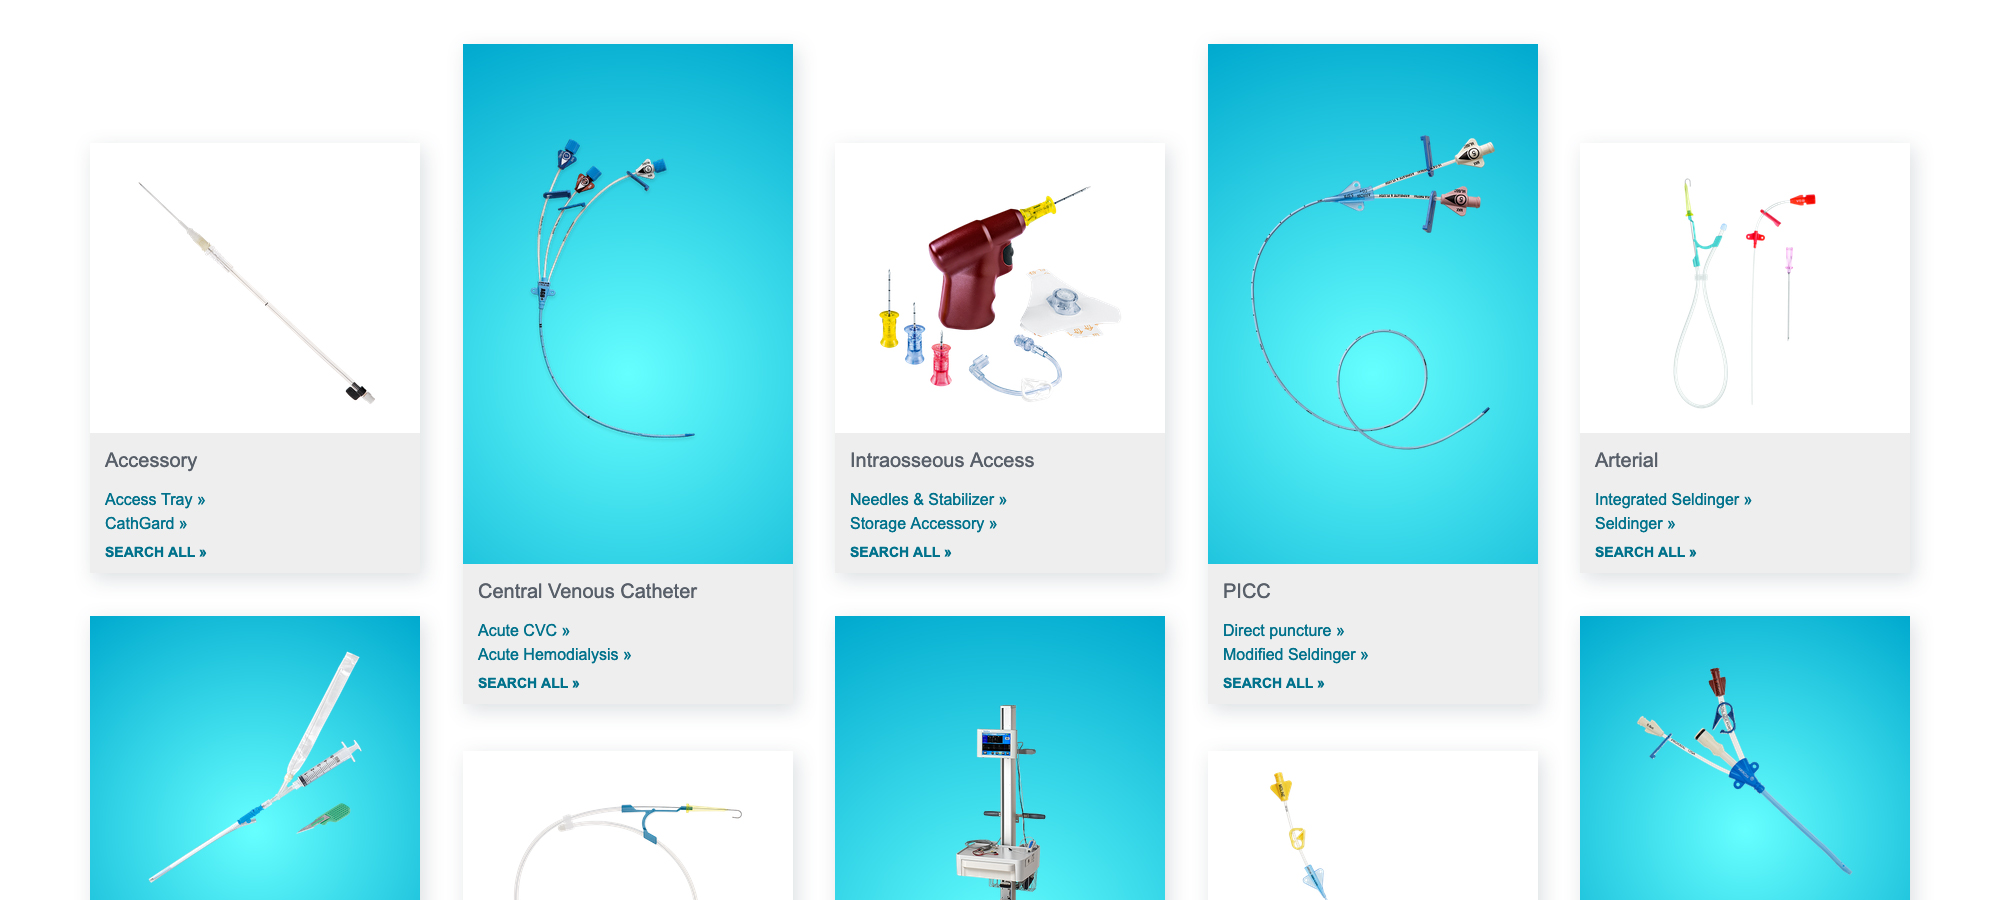 Accessory
Access Tray »
CathGard »
SEARCH ALL »
Central Venous Catheter
Acute CVC »
Acute Hemodialysis »
SEARCH ALL »
Intraosseous Access
Needles & Stabilizer »
Storage Accessory »
SEARCH ALL »
PICC
Direct puncture »
Modified Seldinger »
SEARCH ALL »
Arterial
Integrated Seldinger »
Seldinger »
SEARCH ALL »